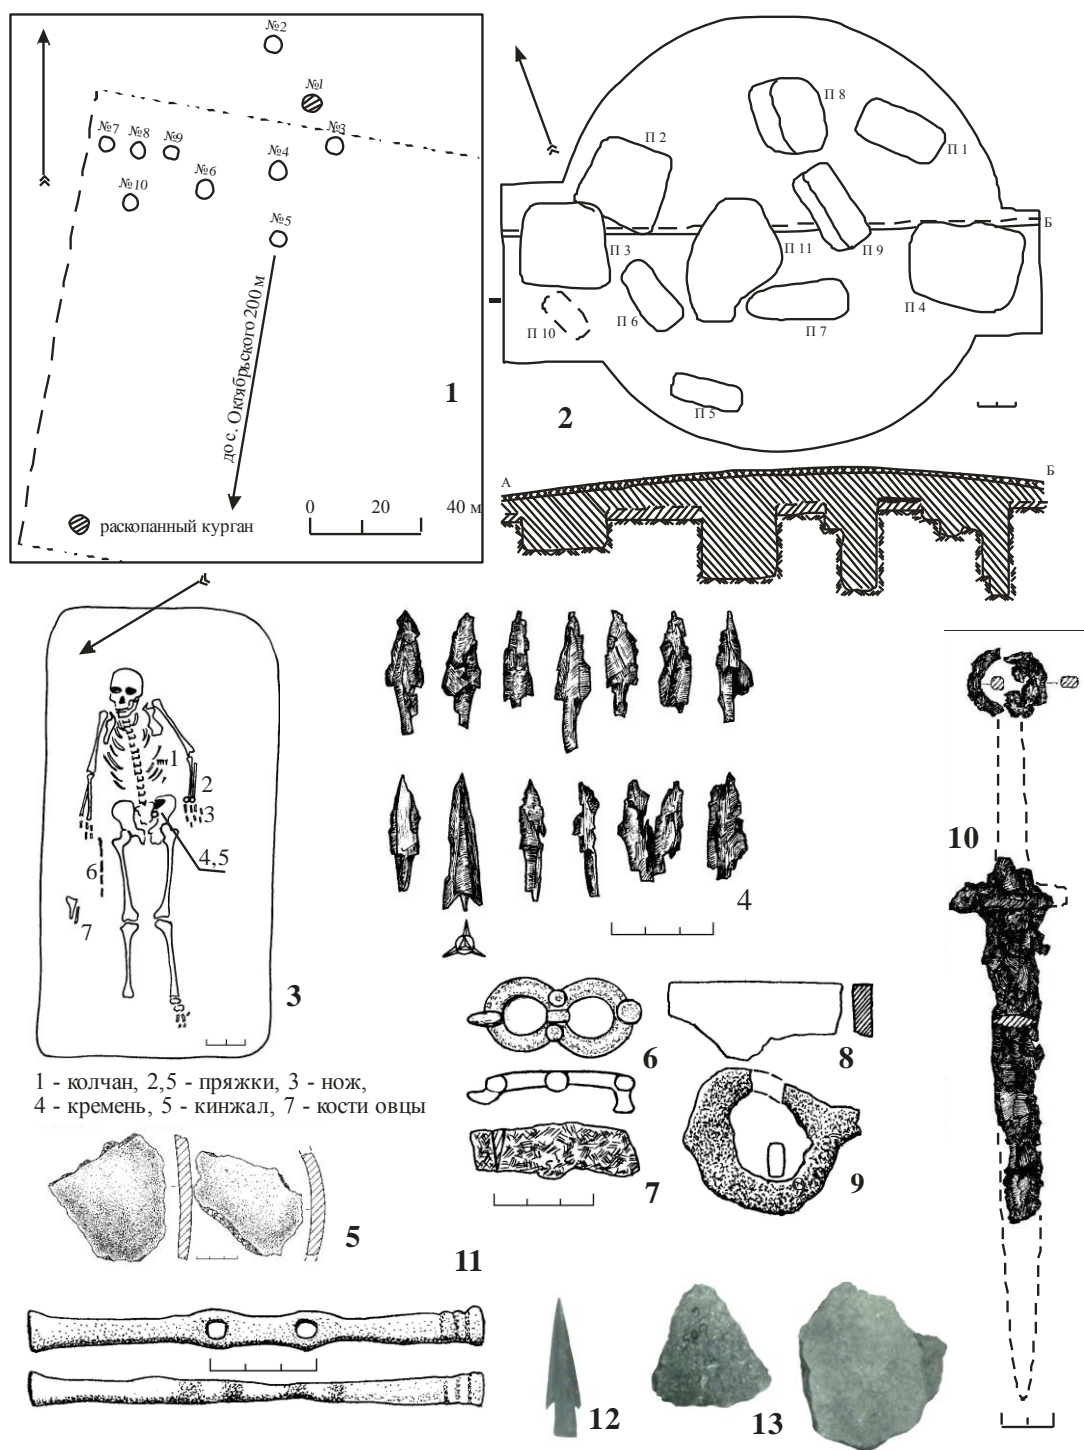 №2
№1
№3
№7
№8
№9
№4
№6
№10
№5
до с. Октябрьского 200 м
1
0 20 40 м
раскопанный курган
П 8
П 1
П 2
Б
П 3
П 11
П 9
П 4
П 6
П 10
П 7
П 5
2
А
Б
1
2
3
4,5
6
7
3
1 - колчан, 2,5 - пряжки, 3 - нож,
4 - кремень, 5 - кинжал, 7 - кости овцы
4
5
6
7
8
9
10
11
12
13